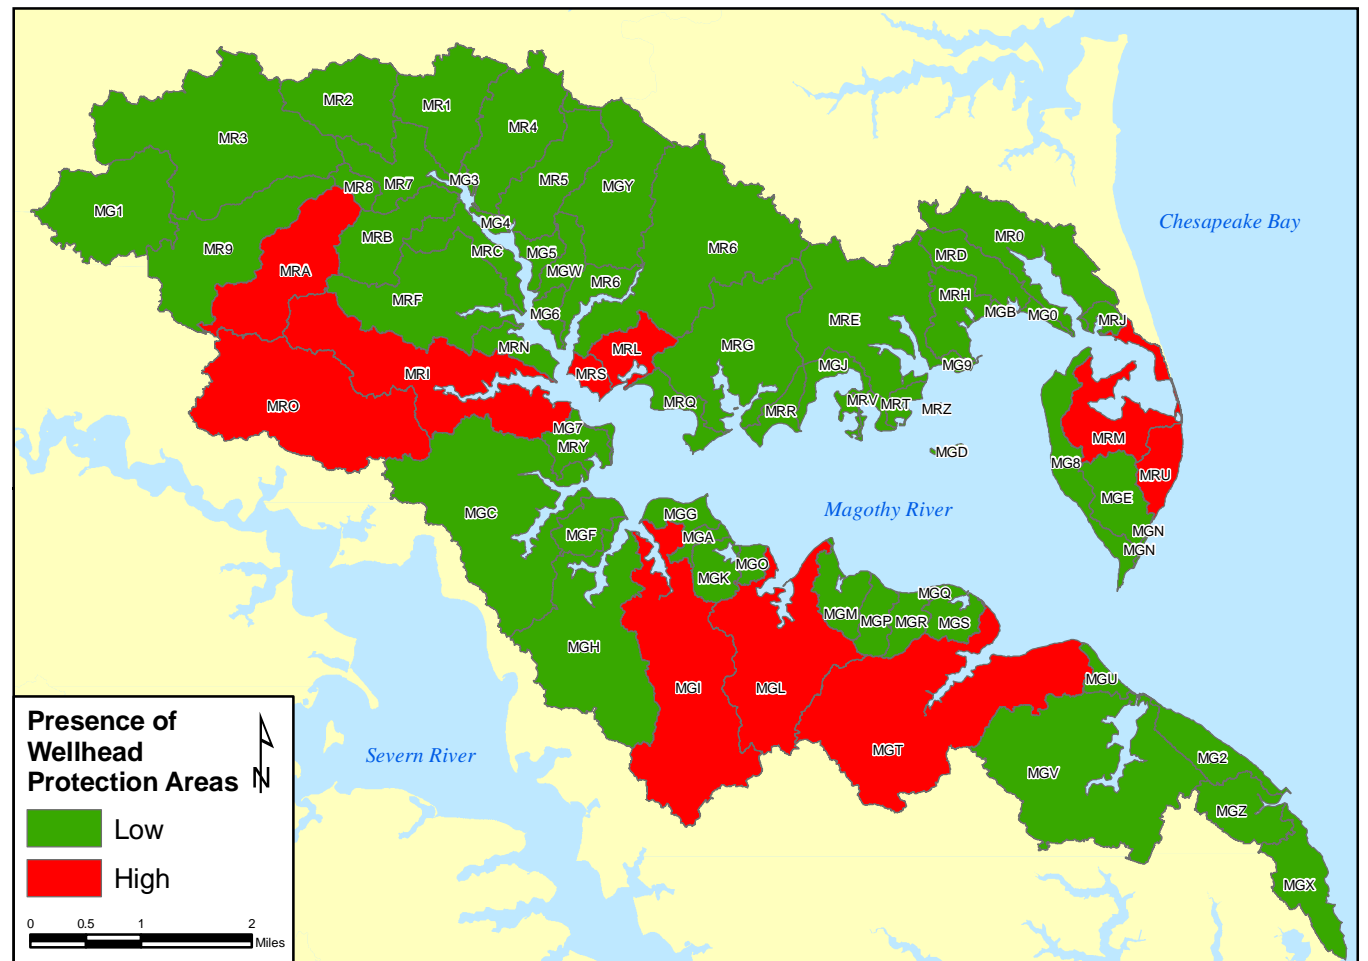 MR2
MR1
MR3
MR4
MR5
MGY
MR8
MR7
MG3
MG1
MG4
Chesapeake Bay
MR9
MRB
MRC
MG5
MR6
MR0
MRD
MRA
MGW
MR6
MRF
MG6
MRH
MGB
MG0
MRJ
MRE
MRN
MRL
MRG
MRI
MRS
MGJ
MG9
MRO
MRQ
MRR
MRV
MRT
MRZ
MG7
MRY
MGD
MRM
MG8
MRU
MGE
MGC
MGG
Magothy River
MGF
MGA
MGN
MGN
MGK
MGO
MGQ
MGM
MGP
MGR
MGS
MGH
MGI
MGL
MGU
MGT
MGV
MG2
Severn River
MGZ
MGX
Presence of
Wellhead
Protection Areas
N
Low
High
0 0.5 1 2
Miles